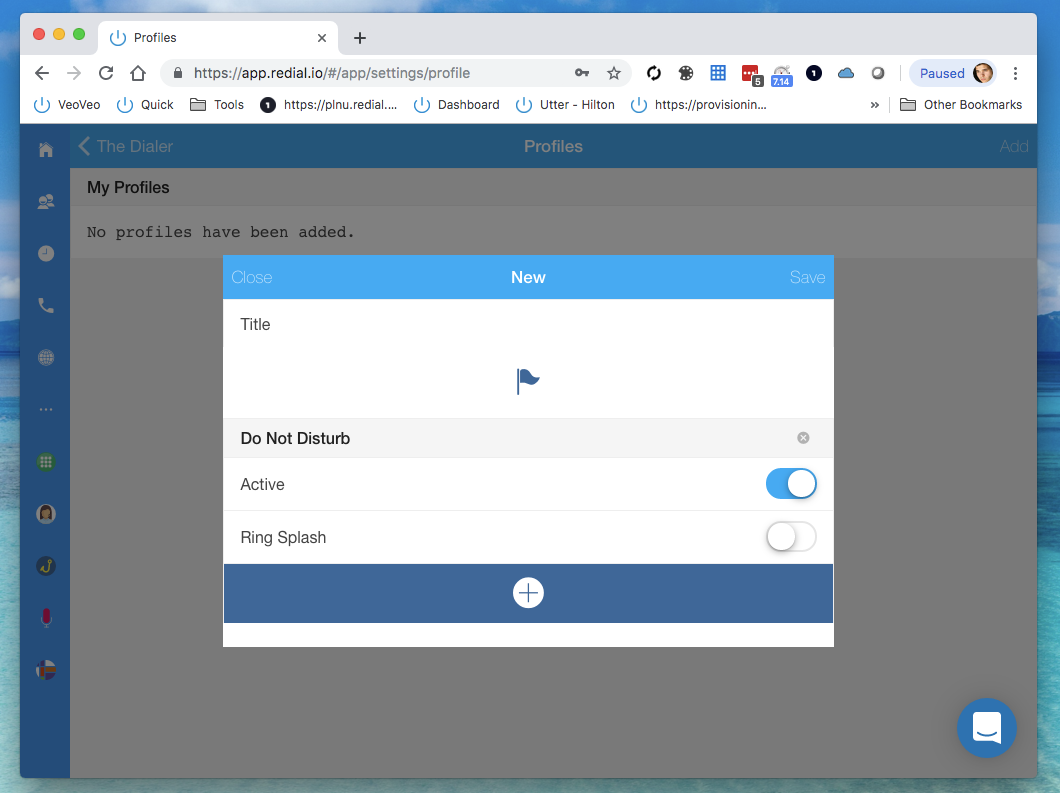 Profiles
https://app.redial.io/#/app/settings/profile
5
7.14
1
Paused
VeoVeo
Quick
Tools
1
https://plnu.redial....
Dashboard
Utter - Hilton
https://provisionin...
»
Other Bookmarks
The Dialer
Profiles
Add
My Profiles
No profiles have been added.
Close
New
Save
Title
Do Not Disturb
Active
Ring Splash